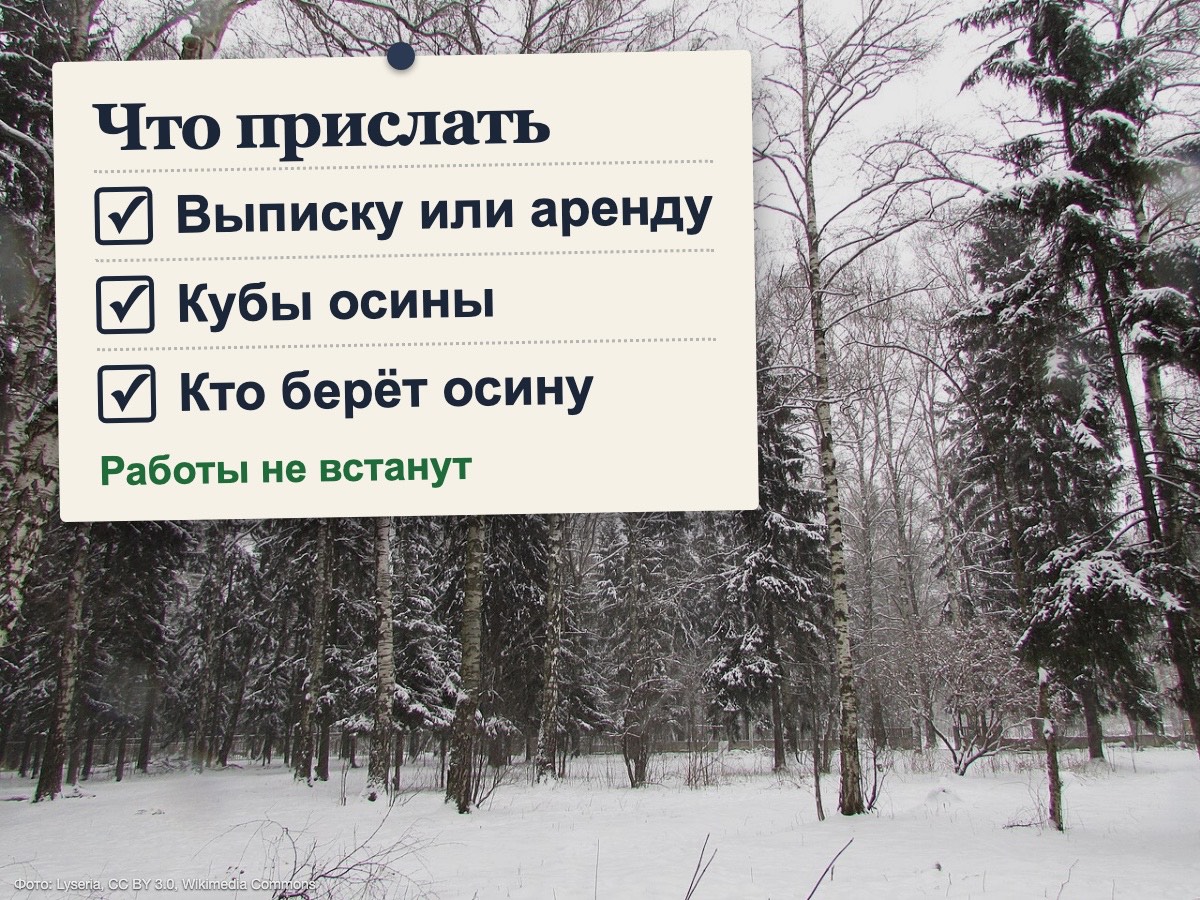 Что прислать
Выписку или аренду
Кубы осины
Кто берёт осину
Работы не встанут
Фото: Lyseria, CC BY 3.0, Wikimedia Commons